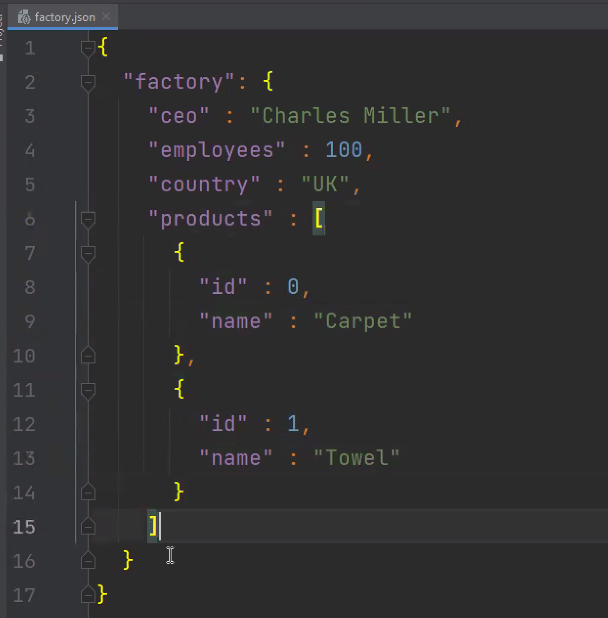 factory.json
1 {
2 "factory": {
3 "ceo" : "Charles Miller",
4 "employees" : 100,
5 "country" : "UK",
6 "products" : [
7 {
8 "id" : 0,
9 "name" : "Carpet"
10 },
11 {
12 "id" : 1,
13 "name" : "Towel"
14 }
15 ]
16 }
17 }